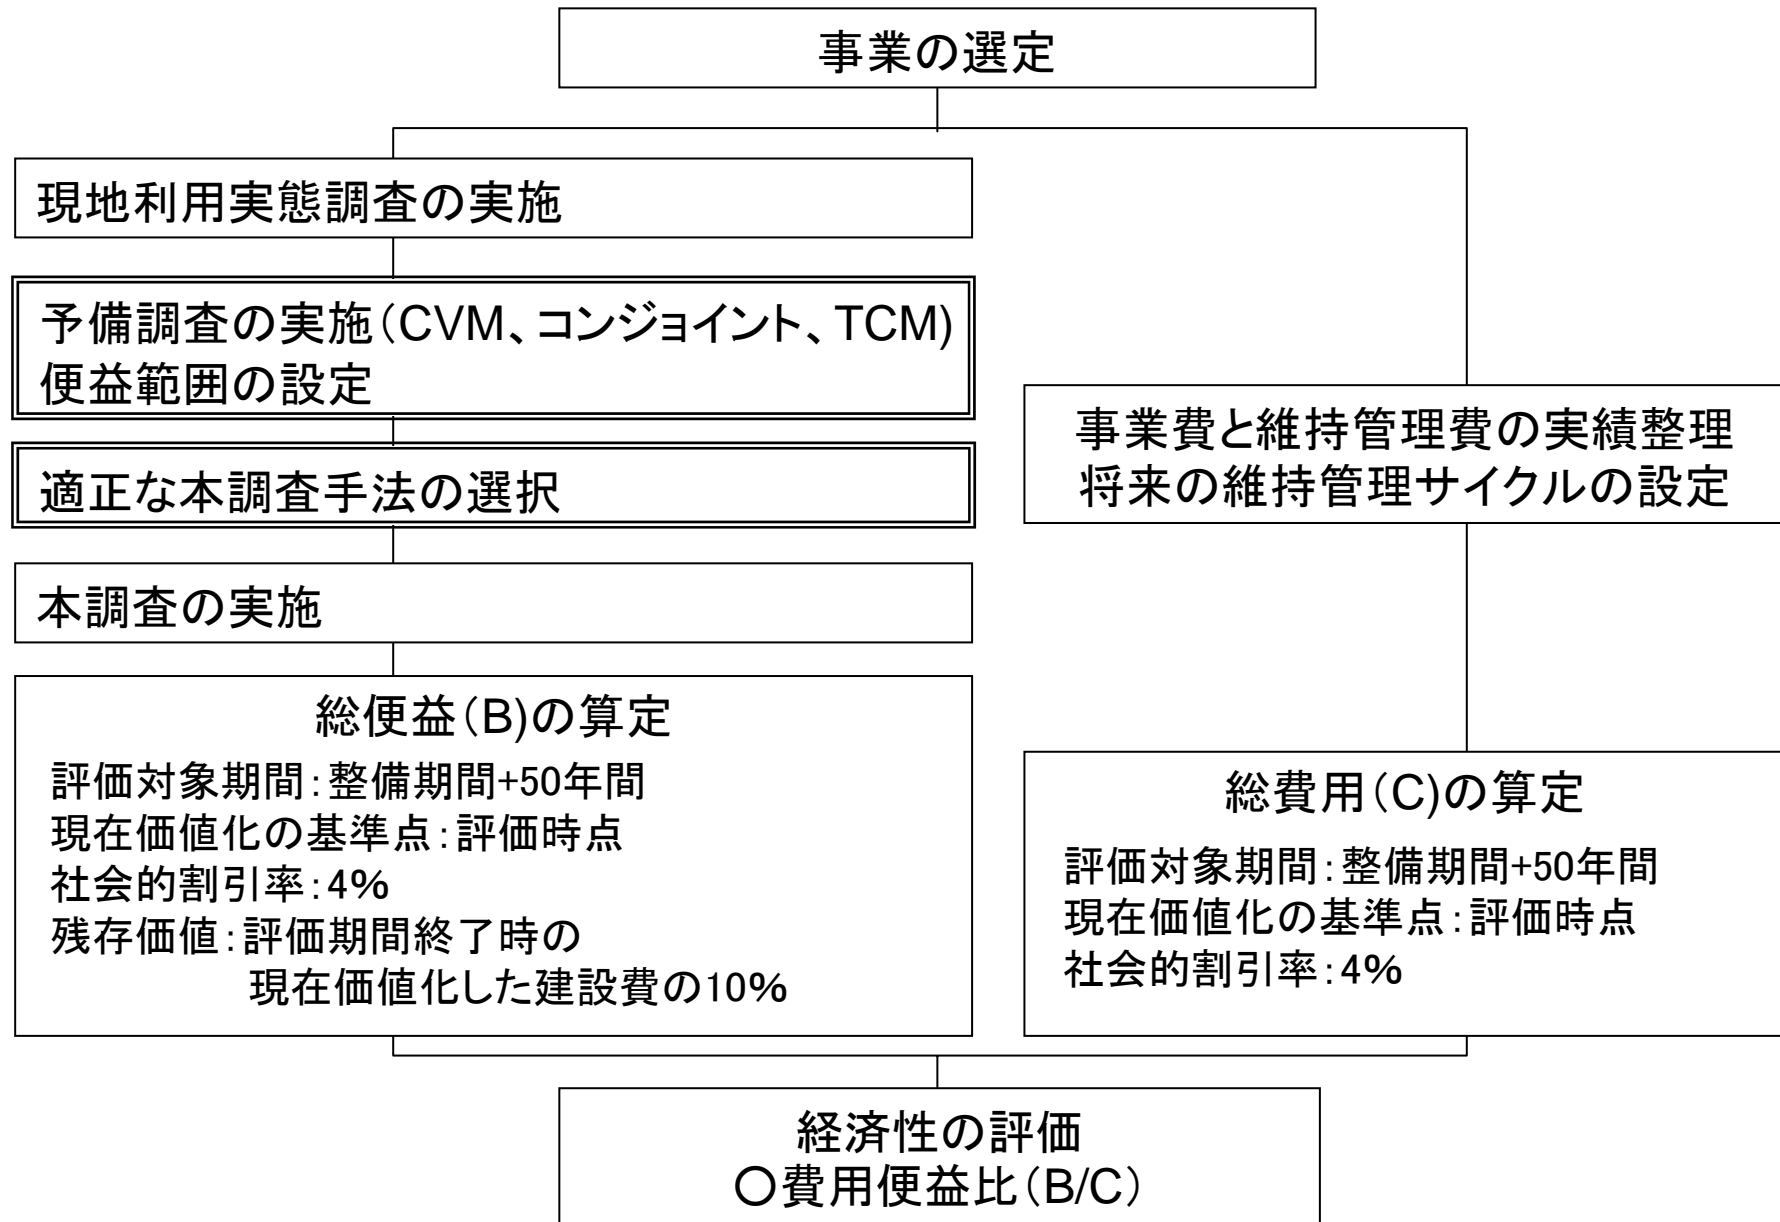 事業の選定
現地利用実態調査の実施
予備調査の実施(CVM、コンジョイント、TCM)
便益範囲の設定
適正な本調査手法の選択
本調査の実施
総便益(B)の算定
評価対象期間:整備期間+50年間
現在価値化の基準点:評価時点
社会的割引率:4%
残存価値:評価期間終了時の
現在価値化した建設費の10%
事業費と維持管理費の実績整理
将来の維持管理サイクルの設定
総費用(C)の算定
評価対象期間:整備期間+50年間
現在価値化の基準点:評価時点
社会的割引率:4%
経済性の評価
○費用便益比(B/C)